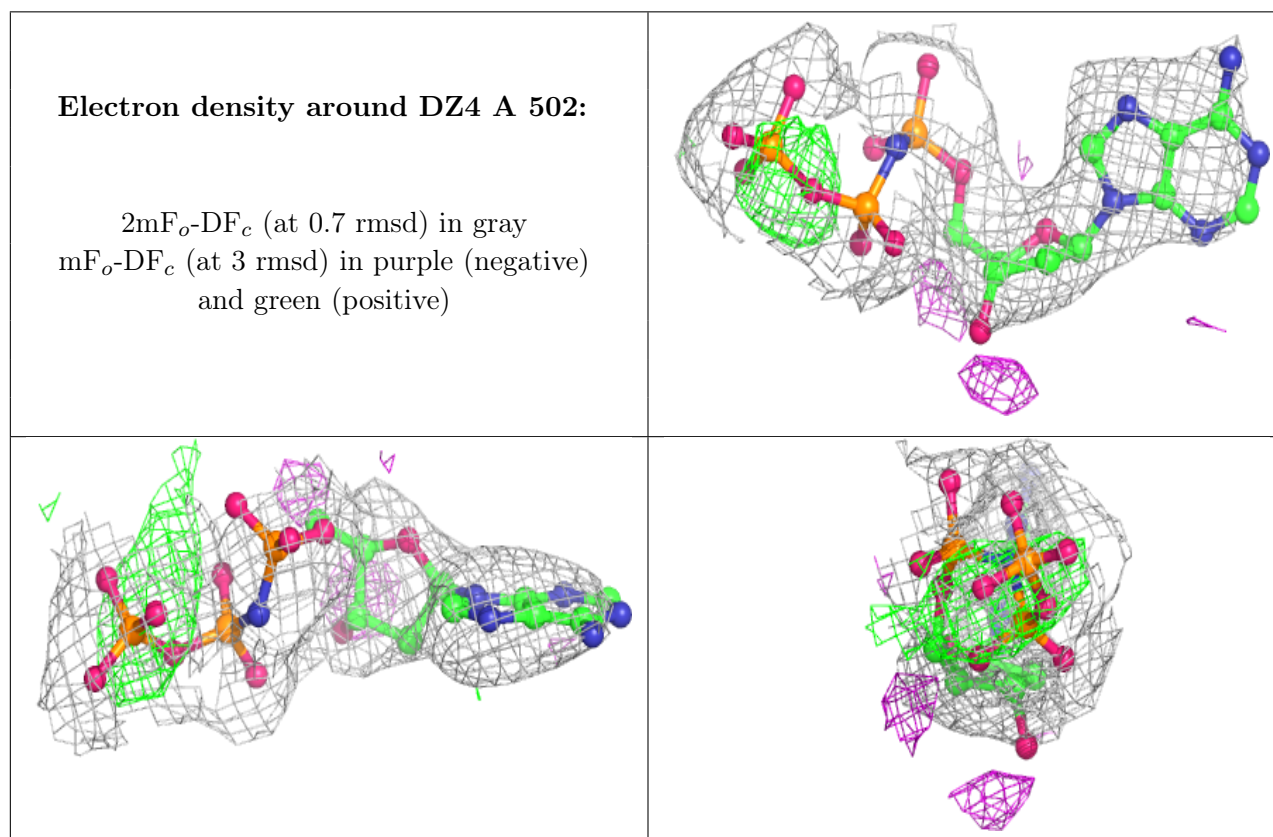 Electron density around DZ4 A 502:
2mFo-DFc (at 0.7 rmsd) in gray
mFo-DFc (at 3 rmsd) in purple (negative)
and green (positive)